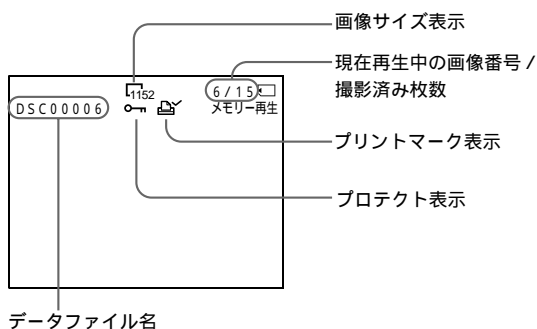 画像サイズ表示
現在再生中の画像番号 /
撮影済み枚数
1152
6 / 15
DSC00006
メモリー再生
プリントマーク表示
プロテクト表示
データファイル名